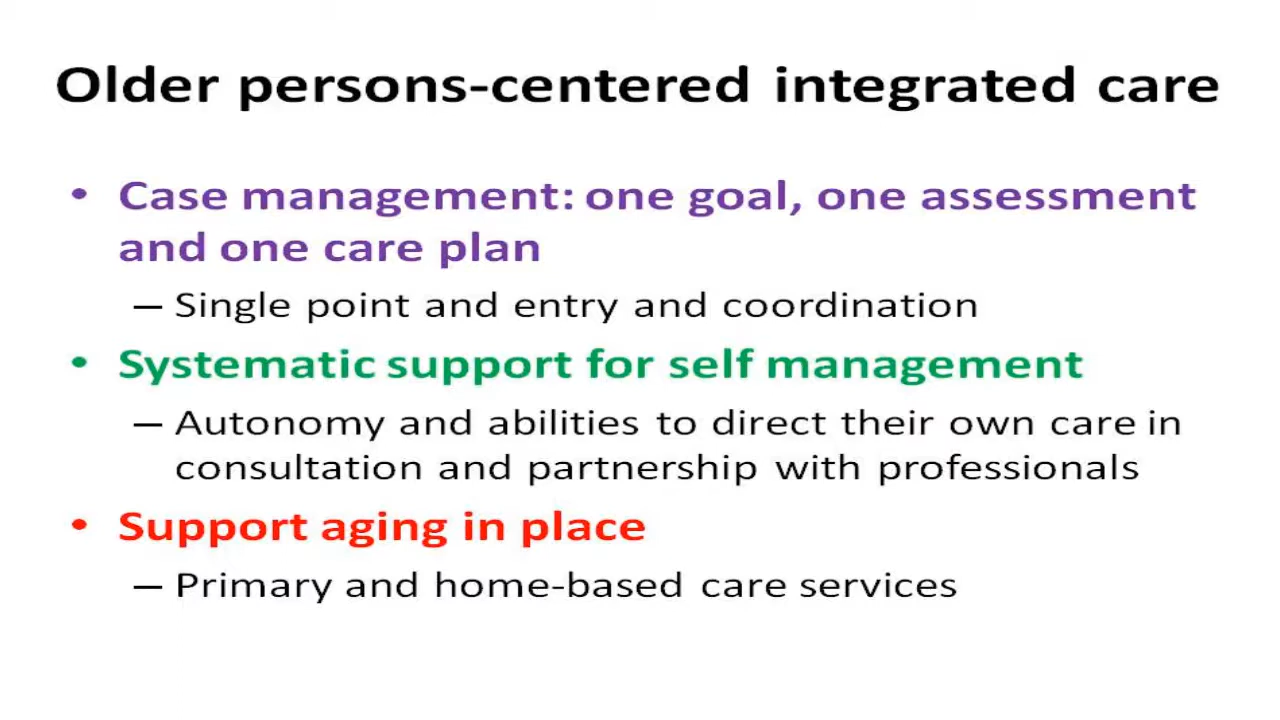 Older persons-centered integrated care
• Case management: one goal, one assessment
and one care plan
– Single point and entry and coordination
• Systematic support for self management
– Autonomy and abilities to direct their own care in
consultation and partnership with professionals
• Support aging in place
– Primary and home-based care services